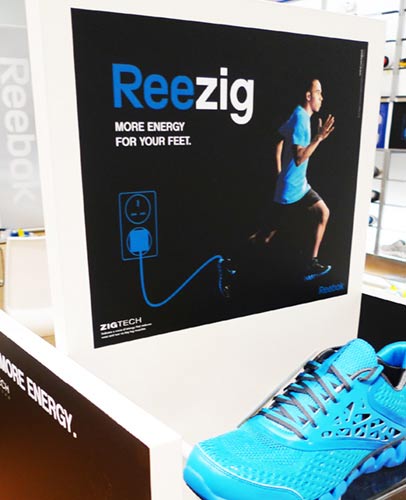 Reebok
Reezig
MORE ENERGY
FOR YOUR FEET.
Reebok
ZIGTECH
MORE ENERGY.